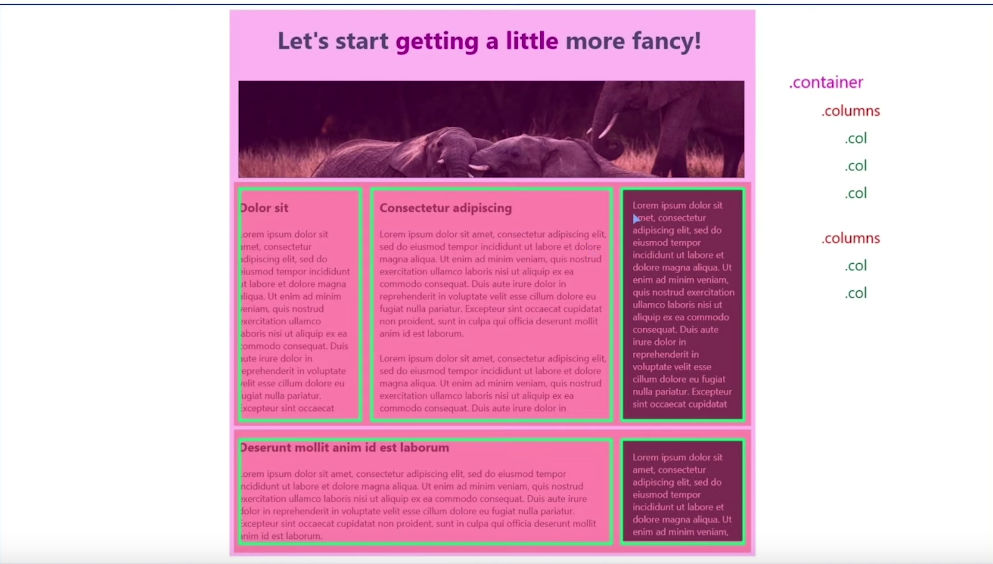 Let's start getting a little more fancy!
.container
.columns
.col
.col
.col
.columns
.col
.col
Dolor sit
Lorem ipsum dolor sit
amet, consectetur
adipiscing elit, sed do
eiusmod tempor incididunt
ut labore et dolore magna
aliqua. Ut enim ad minim
veniam, quis nostrud
exercitation ullamco
laboris nisi ut aliquip ex ea
commodo consequat. Duis
aute irure dolor in
reprehenderit in voluptate
velit esse cillum dolore eu
fugiat nulla pariatur.
Excepteur sint occaecat
Consectetur adipiscing
Lorem ipsum dolor sit amet, consectetur adipiscing elit,
sed do eiusmod tempor incididunt ut labore et dolore
magna aliqua. Ut enim ad minim veniam, quis nostrud
exercitation ullamco laboris nisi ut aliquip ex ea
commodo consequat. Duis aute irure dolor in
reprehenderit in voluptate velit esse cillum dolore eu
fugiat nulla pariatur. Excepteur sint occaecat cupidatat
non proident, sunt in culpa qui officia deserunt mollit
anim id est laborum.
Lorem ipsum dolor sit amet, consectetur adipiscing elit,
sed do eiusmod tempor incididunt ut labore et dolore
magna aliqua. Ut enim ad minim veniam, quis nostrud
exercitation ullamco laboris nisi ut aliquip ex ea
commodo consequat. Duis aute irure dolor in
Lorem ipsum dolor sit
amet, consectetur
adipiscing elit, sed do
eiusmod tempor
incididunt ut labore et
dolore magna aliqua. Ut
enim ad minim veniam,
quis nostrud exercitation
ullamco laboris nisi ut
aliquip ex ea commodo
consequat. Duis aute
irure dolor in
reprehenderit in
voluptate velit esse
cillum dolore eu fugiat
nulla pariatur. Excepteur
sint occaecat cupidatat
Deserunt mollit anim id est laborum
Lorem ipsum dolor sit amet, consectetur adipiscing elit, sed do eiusmod tempor
incididunt ut labore et dolore magna aliqua. Ut enim ad minim veniam, quis nostrud
exercitation ullamco laboris nisi ut aliquip ex ea commodo consequat. Duis aute irure
dolor in reprehenderit in voluptate velit esse cillum dolore eu fugiat nulla pariatur.
Excepteur sint occaecat cupidatat non proident, sunt in culpa qui officia deserunt mollit
anim id est laborum.
Lorem ipsum dolor sit
amet, consectetur
adipiscing elit, sed do
eiusmod tempor
incididunt ut labore et
dolore magna aliqua. Ut
enim ad minim veniam,